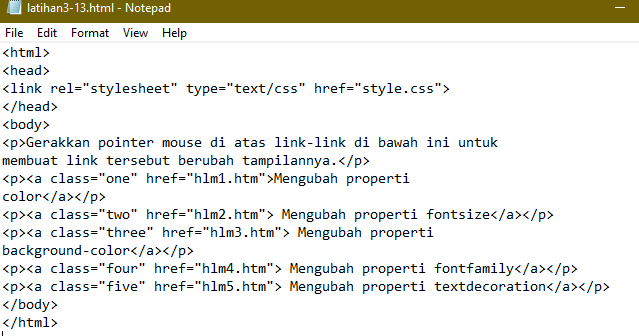 latihan3-13.html - Notepad
File Edit Format View Help
<html>
<head>
<link rel="stylesheet" type="text/css" href="style.css">
</head>
<body>
<p>Gerakkan pointer mouse di atas link-link di bawah ini untuk
membuat link tersebut berubah tampilannya.</p>
<p><a class="one" href="hlm1.htm">Mengubah properti
color</a></p>
<p><a class="two" href="hlm2.htm"> Mengubah properti fontsize</a></p>
<p><a class="three" href="hlm3.htm"> Mengubah properti
background-color</a></p>
<p><a class="four" href="hlm4.htm"> Mengubah properti fontfamily</a></p>
<p><a class="five" href="hlm5.htm"> Mengubah properti textdecoration</a></p>
</body>
</html>